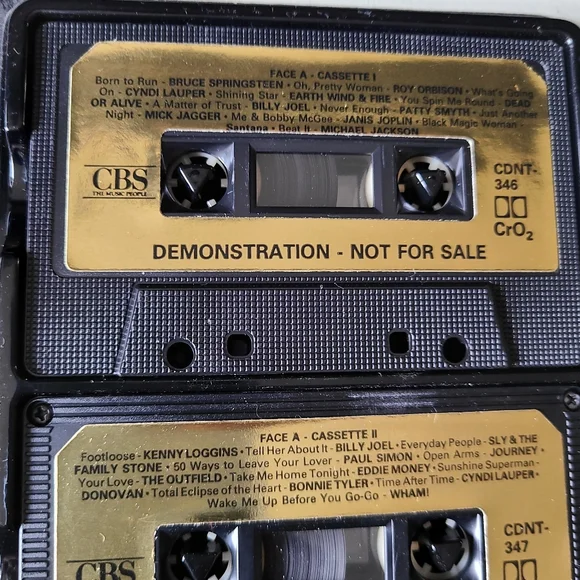 FACE A - CASSETTE I
Born to Run - BRUCE SPRINGSTEEN • Oh, Pretty Woman - ROY ORBISON • What's Going
On - CYNDI LAUPER • Shining Star - EARTH WIND & FIRE • You Spin Me Round - DEAD
OR ALIVE • A Matter of Trust - BILLY JOEL • Never Enough - PATTY SMYTH • Just Another
Night - MICK JAGGER • Me & Bobby McGee - JANIS JOPLIN • Black Magic Woman -
Santana • Beat It - MICHAEL JACKSON
CBS
THE MUSIC PEOPLE
CDNT-
346
CrO2
DEMONSTRATION - NOT FOR SALE
FACE A - CASSETTE II
Footloose - KENNY LOGGINS • Tell Her About It - BILLY JOEL • Everyday People - SLY & THE
FAMILY STONE • 50 Ways to Leave Your Lover - PAUL SIMON • Open Arms - JOURNEY •
Your Love - THE OUTFIELD • Take Me Home Tonight - EDDIE MONEY • Sunshine Superman -
DONOVAN • Total Eclipse of the Heart - BONNIE TYLER • Time After Time - CYNDI LAUPER •
Wake Me Up Before You Go-Go - WHAM!
CBS
CDNT-
347